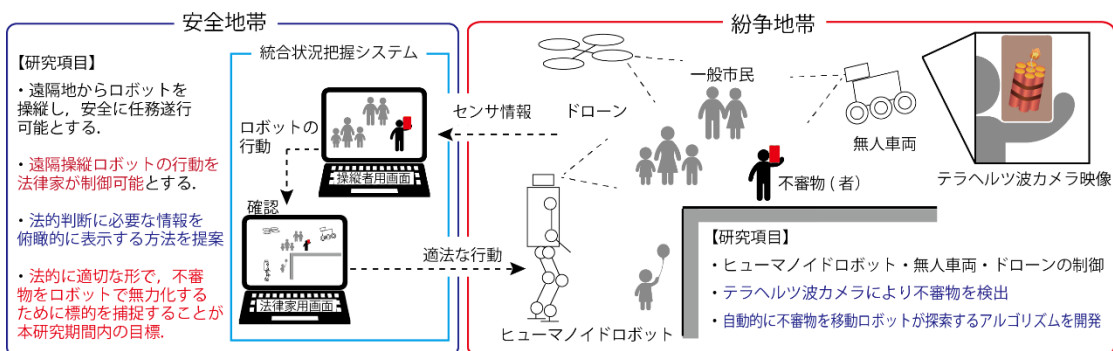 安全地帯
【研究項目】
・遠隔地からロボットを
操縦し，安全に任務遂行
可能とする.
・遠隔操縦ロボットの行動を
法律家が制御可能とする.
・法的判断に必要な情報を
俯瞰的に表示する方法を提案
・法的に適切な形で，不審
物をロボットで無力化する
ために標的を捕捉することが
本研究期間内の目標.
統合状況把握システム
ロボットの
行動
操縦者用画面
確認
法律家用画面
センサ情報
適法な行動
紛争地帯
ドローン
一般市民
無人車両
不審物(者)
テラヘルツ波カメラ映像
ヒューマノイドロボット
【研究項目】
・ヒューマノイドロボット・無人車両・ドローンの制御
・テラヘルツ波カメラにより不審物を検出
・自動的に不審物を移動ロボットが探索するアルゴリズムを開発